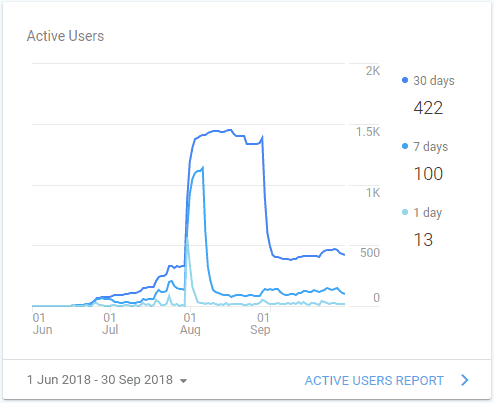 Active Users
2K
1.5K
1K
500
0
01
Jun
01
Jul
01
Aug
01
Sep
30 days
422
7 days
100
1 day
13
1 Jun 2018 - 30 Sep 2018
ACTIVE USERS REPORT